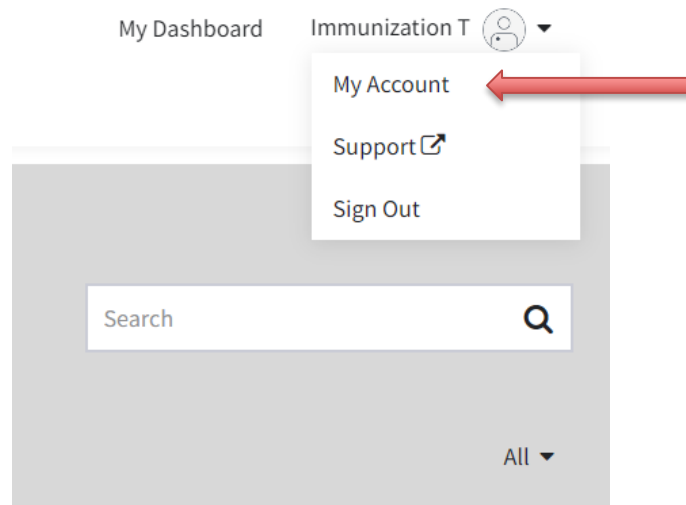 My Dashboard Immunization T
My Account
Support
Sign Out
Search
All